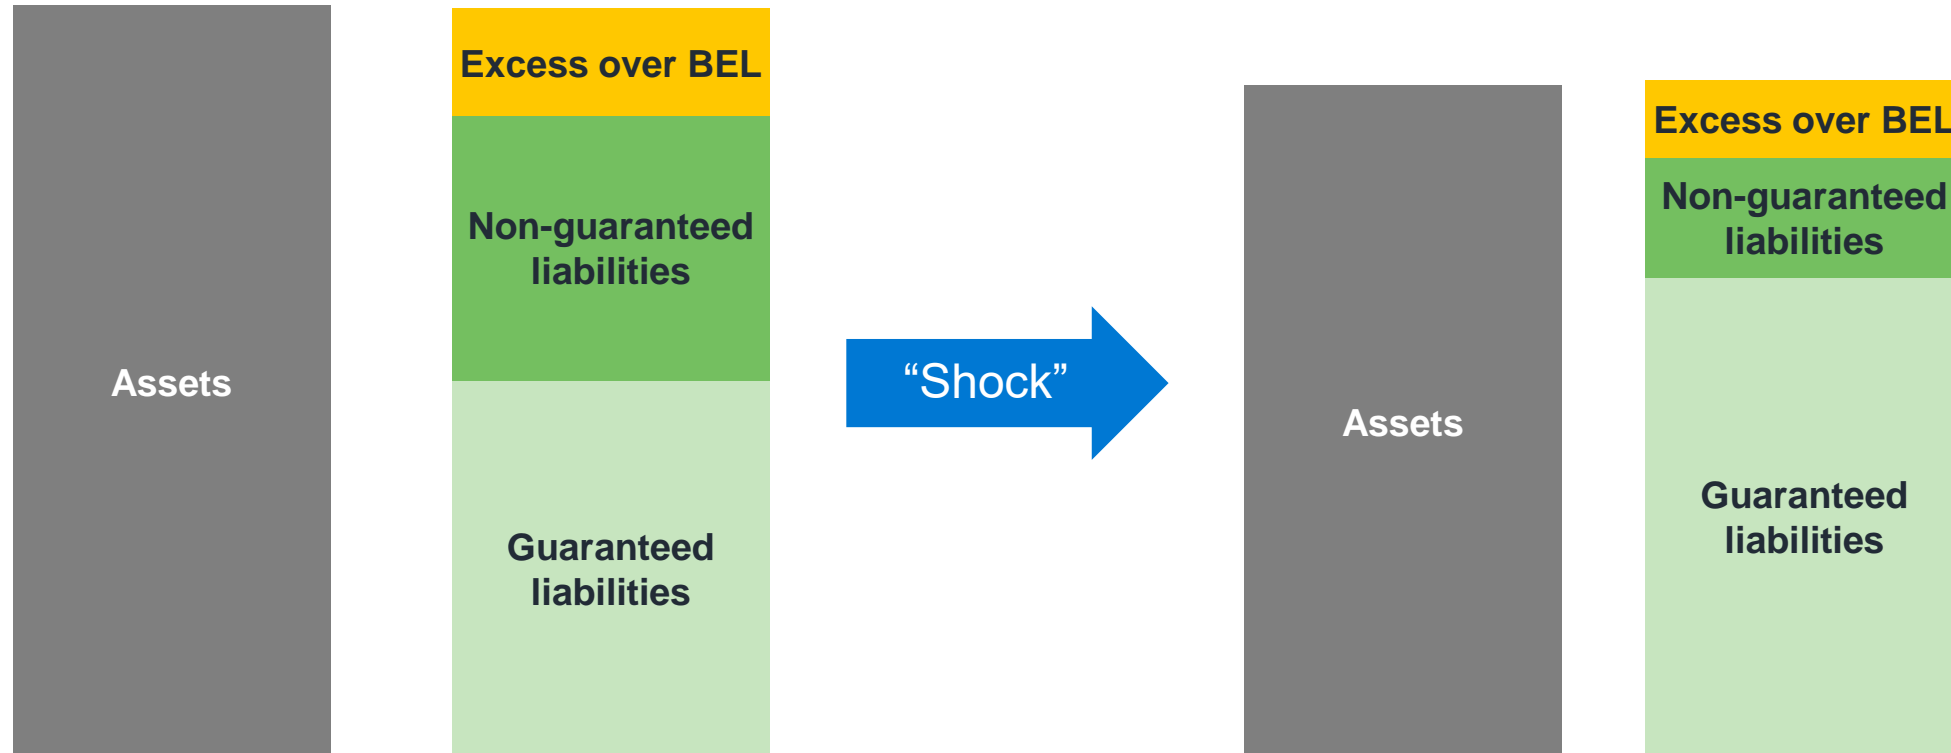 Assets
Excess over BEL
Non-guaranteed
liabilities
Guaranteed
liabilities
“Shock”
Assets
Excess over BEL
Non-guaranteed
liabilities
Guaranteed
liabilities